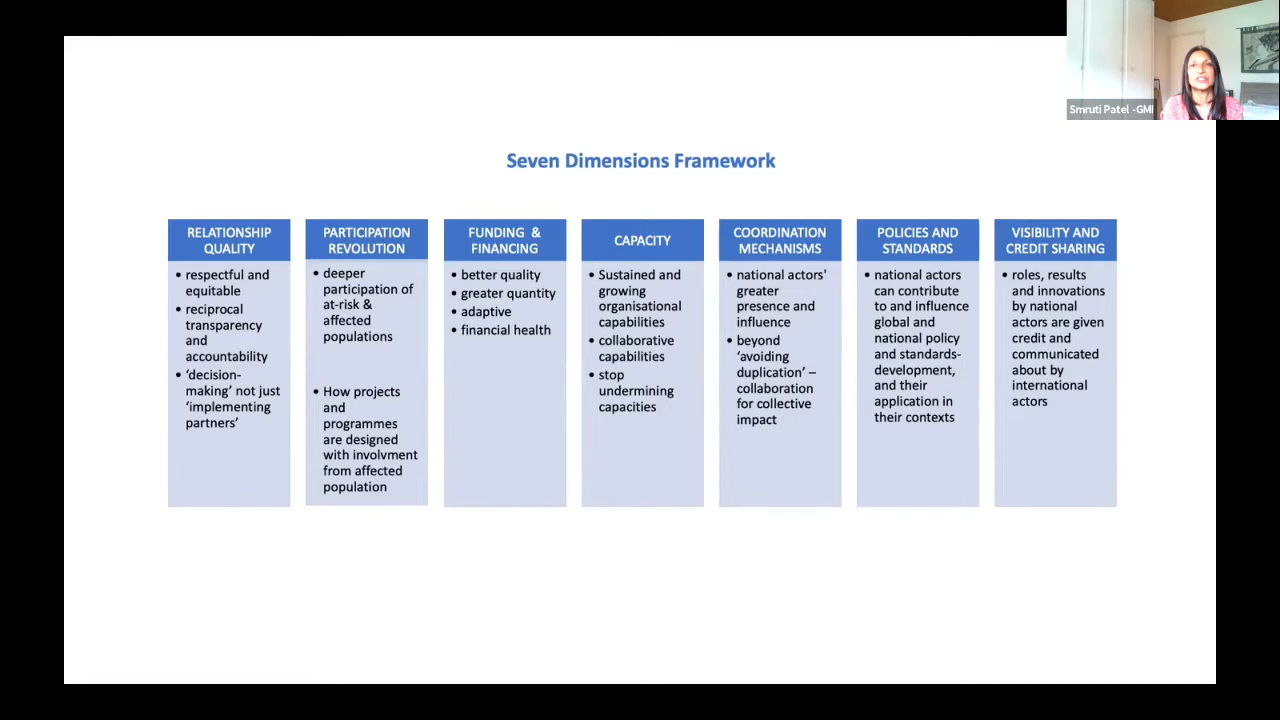 Smruti Patel -GMI
Seven Dimensions Framework
RELATIONSHIP
QUALITY
• respectful and
equitable
• reciprocal
transparency
and
accountability
• ‘decision-
making’ not just
‘implementing
partners’
PARTICIPATION
REVOLUTION
• deeper
participation of
at-risk &
affected
populations
• How projects
and
programmes
are designed
with involvment
from affected
population
FUNDING &
FINANCING
• better quality
• greater quantity
• adaptive
• financial health
CAPACITY
• Sustained and
growing
organisational
capabilities
• collaborative
capabilities
• stop
undermining
capacities
COORDINATION
MECHANISMS
• national actors'
greater
presence and
influence
• beyond
‘avoiding
duplication’ –
collaboration
for collective
impact
POLICIES AND
STANDARDS
• national actors
can contribute
to and influence
global and
national policy
and standards-
development,
and their
application in
their contexts
VISIBILITY AND
CREDIT SHARING
• roles, results
and innovations
by national
actors are given
credit and
communicated
about by
international
actors